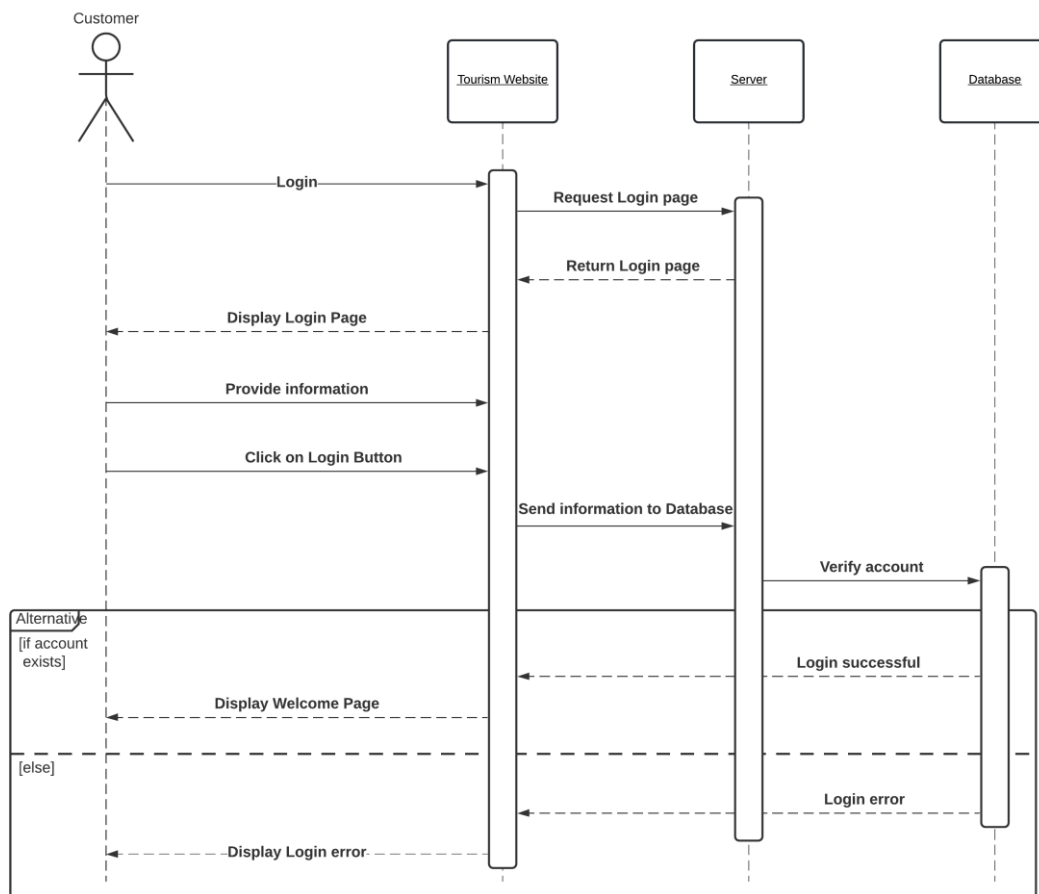 Customer
Tourism Website
Server
Database
Login
Request Login page
Return Login page
Display Login Page
Provide information
Click on Login Button
Send information to Database
Verify account
Alternative
[if account
exists]
Login successful
Display Welcome Page
[else]
Login error
Display Login error